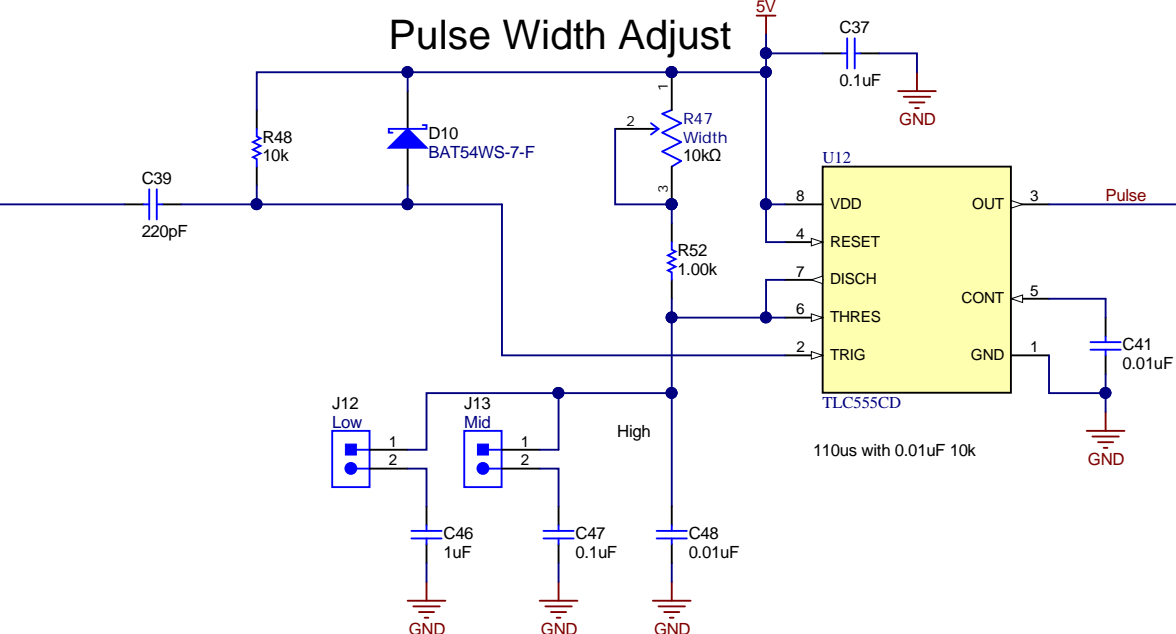 5V
Pulse Width Adjust
C37
0.1uF
GND
R48
10k
D10
BAT54WS-7-F
1
2
R47
Width
10kΩ
3
C39
220pF
U12
8
VDD
OUT
3
Pulse
4
RESET
R52
1.00k
7
DISCH
CONT
5
6
THRES
2
TRIG
GND
1
C41
0.01uF
TLC555CD
J12
Low
1
2
J13
Mid
1
2
High
110us with 0.01uF 10k
GND
C46
1uF
C47
0.1uF
C48
0.01uF
GND
GND
GND